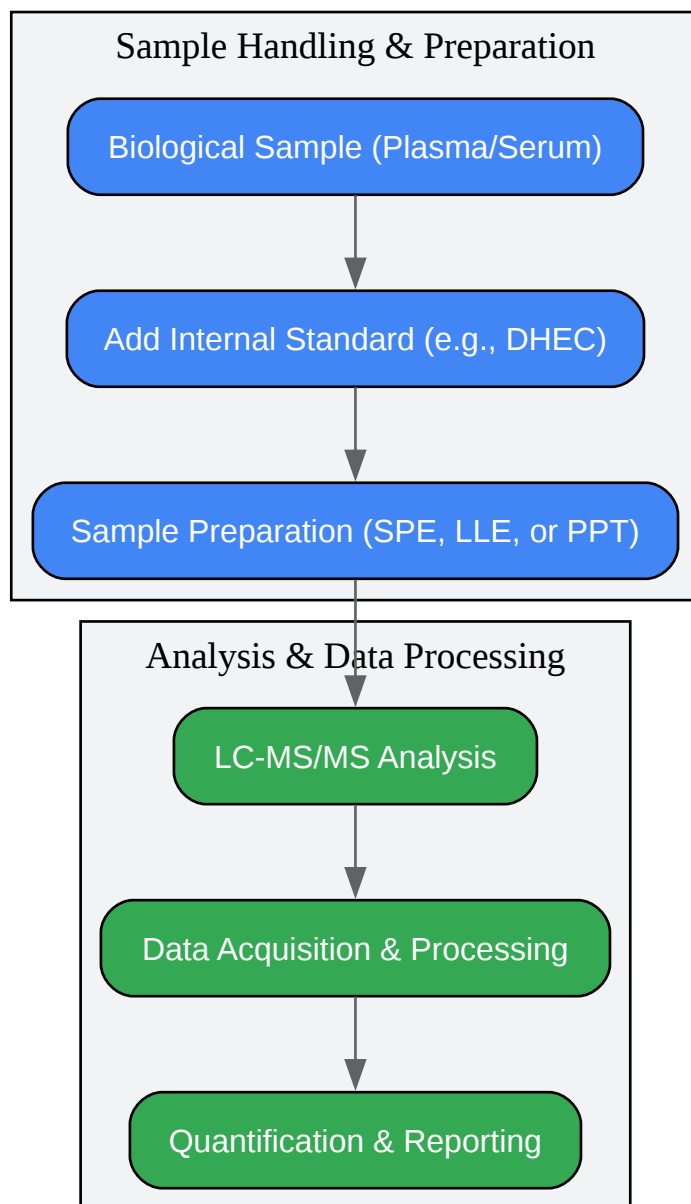 Sample Handling & Preparation
Biological Sample (Plasma/Serum)
Add Internal Standard (e.g., DHEC)
Sample Preparation (SPE, LLE, or PPT)
Analysis & Data Processing
LC-MS/MS Analysis
Data Acquisition & Processing
Quantification & Reporting